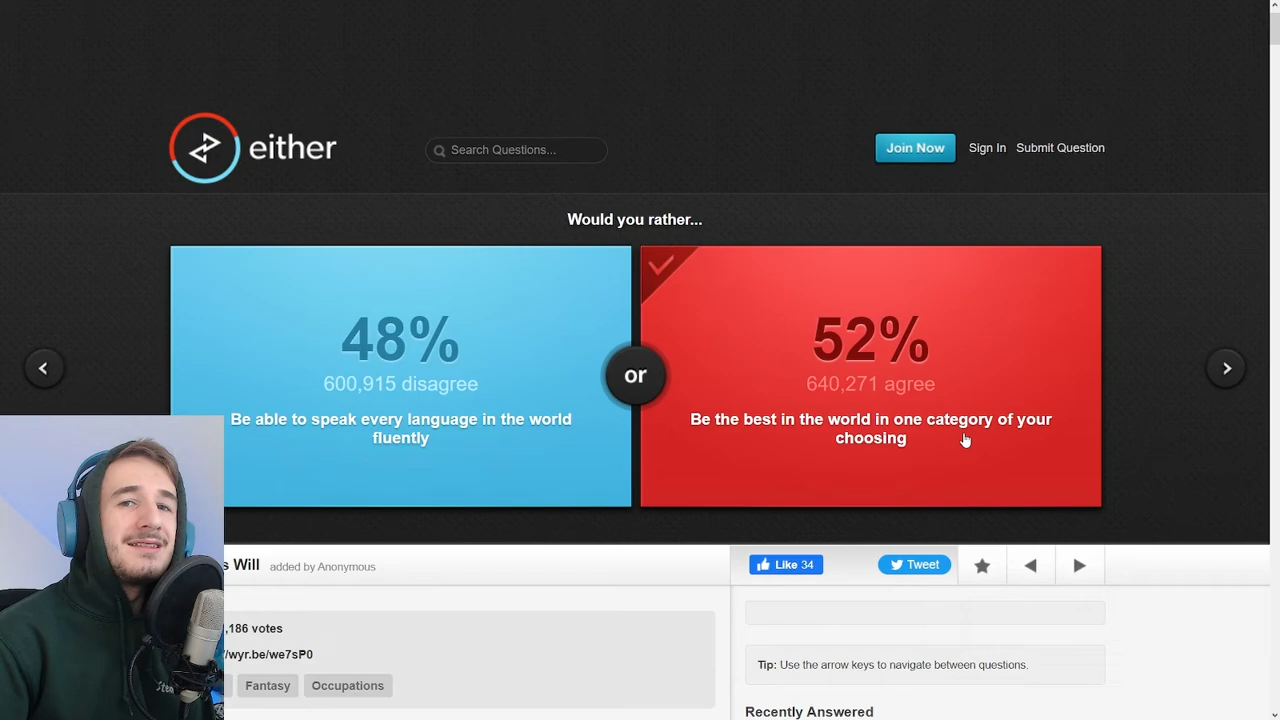 either
Search Questions...
Join Now
Sign In
Submit Question
Would you rather...
48%
600,915 disagree
Be able to speak every language in the world
fluently
or
52%
640,271 agree
Be the best in the world in one category of your
choosing
Will
added by Anonymous
Like 34
Tweet
,186 votes
/wyr.be/we7sP0
Fantasy
Occupations
Tip: Use the arrow keys to navigate between questions.
Recently Answered